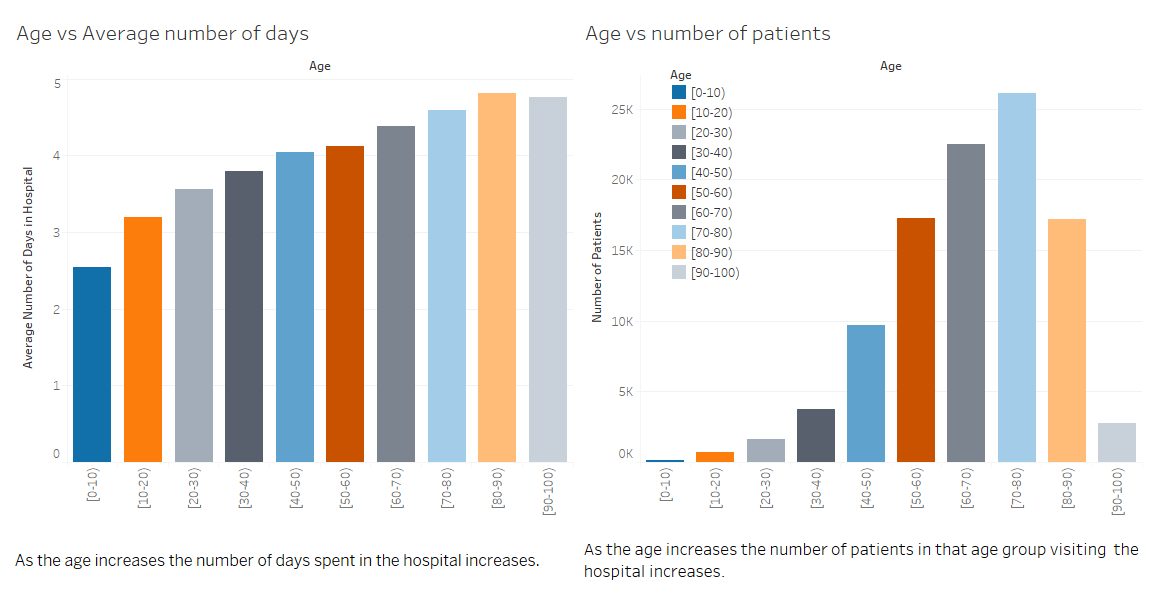 Age vs Average number of days
Age
5
4
3
2
1
0
Average Number of Days in Hospital
[0-10)
[10-20)
[20-30)
[30-40)
[40-50)
[50-60)
[60-70)
[70-80)
[80-90)
[90-100)
As the age increases the number of days spent in the hospital increases.
Age vs number of patients
Age
Age
[0-10)
[10-20)
[20-30)
[30-40)
[40-50)
[50-60)
[60-70)
[70-80)
[80-90)
[90-100)
25K
20K
15K
10K
5K
0K
Number of Patients
[0-10)
[10-20)
[20-30)
[30-40)
[40-50)
[50-60)
[60-70)
[70-80)
[80-90)
[90-100)
As the age increases the number of patients in that age group visiting  the
hospital increases.